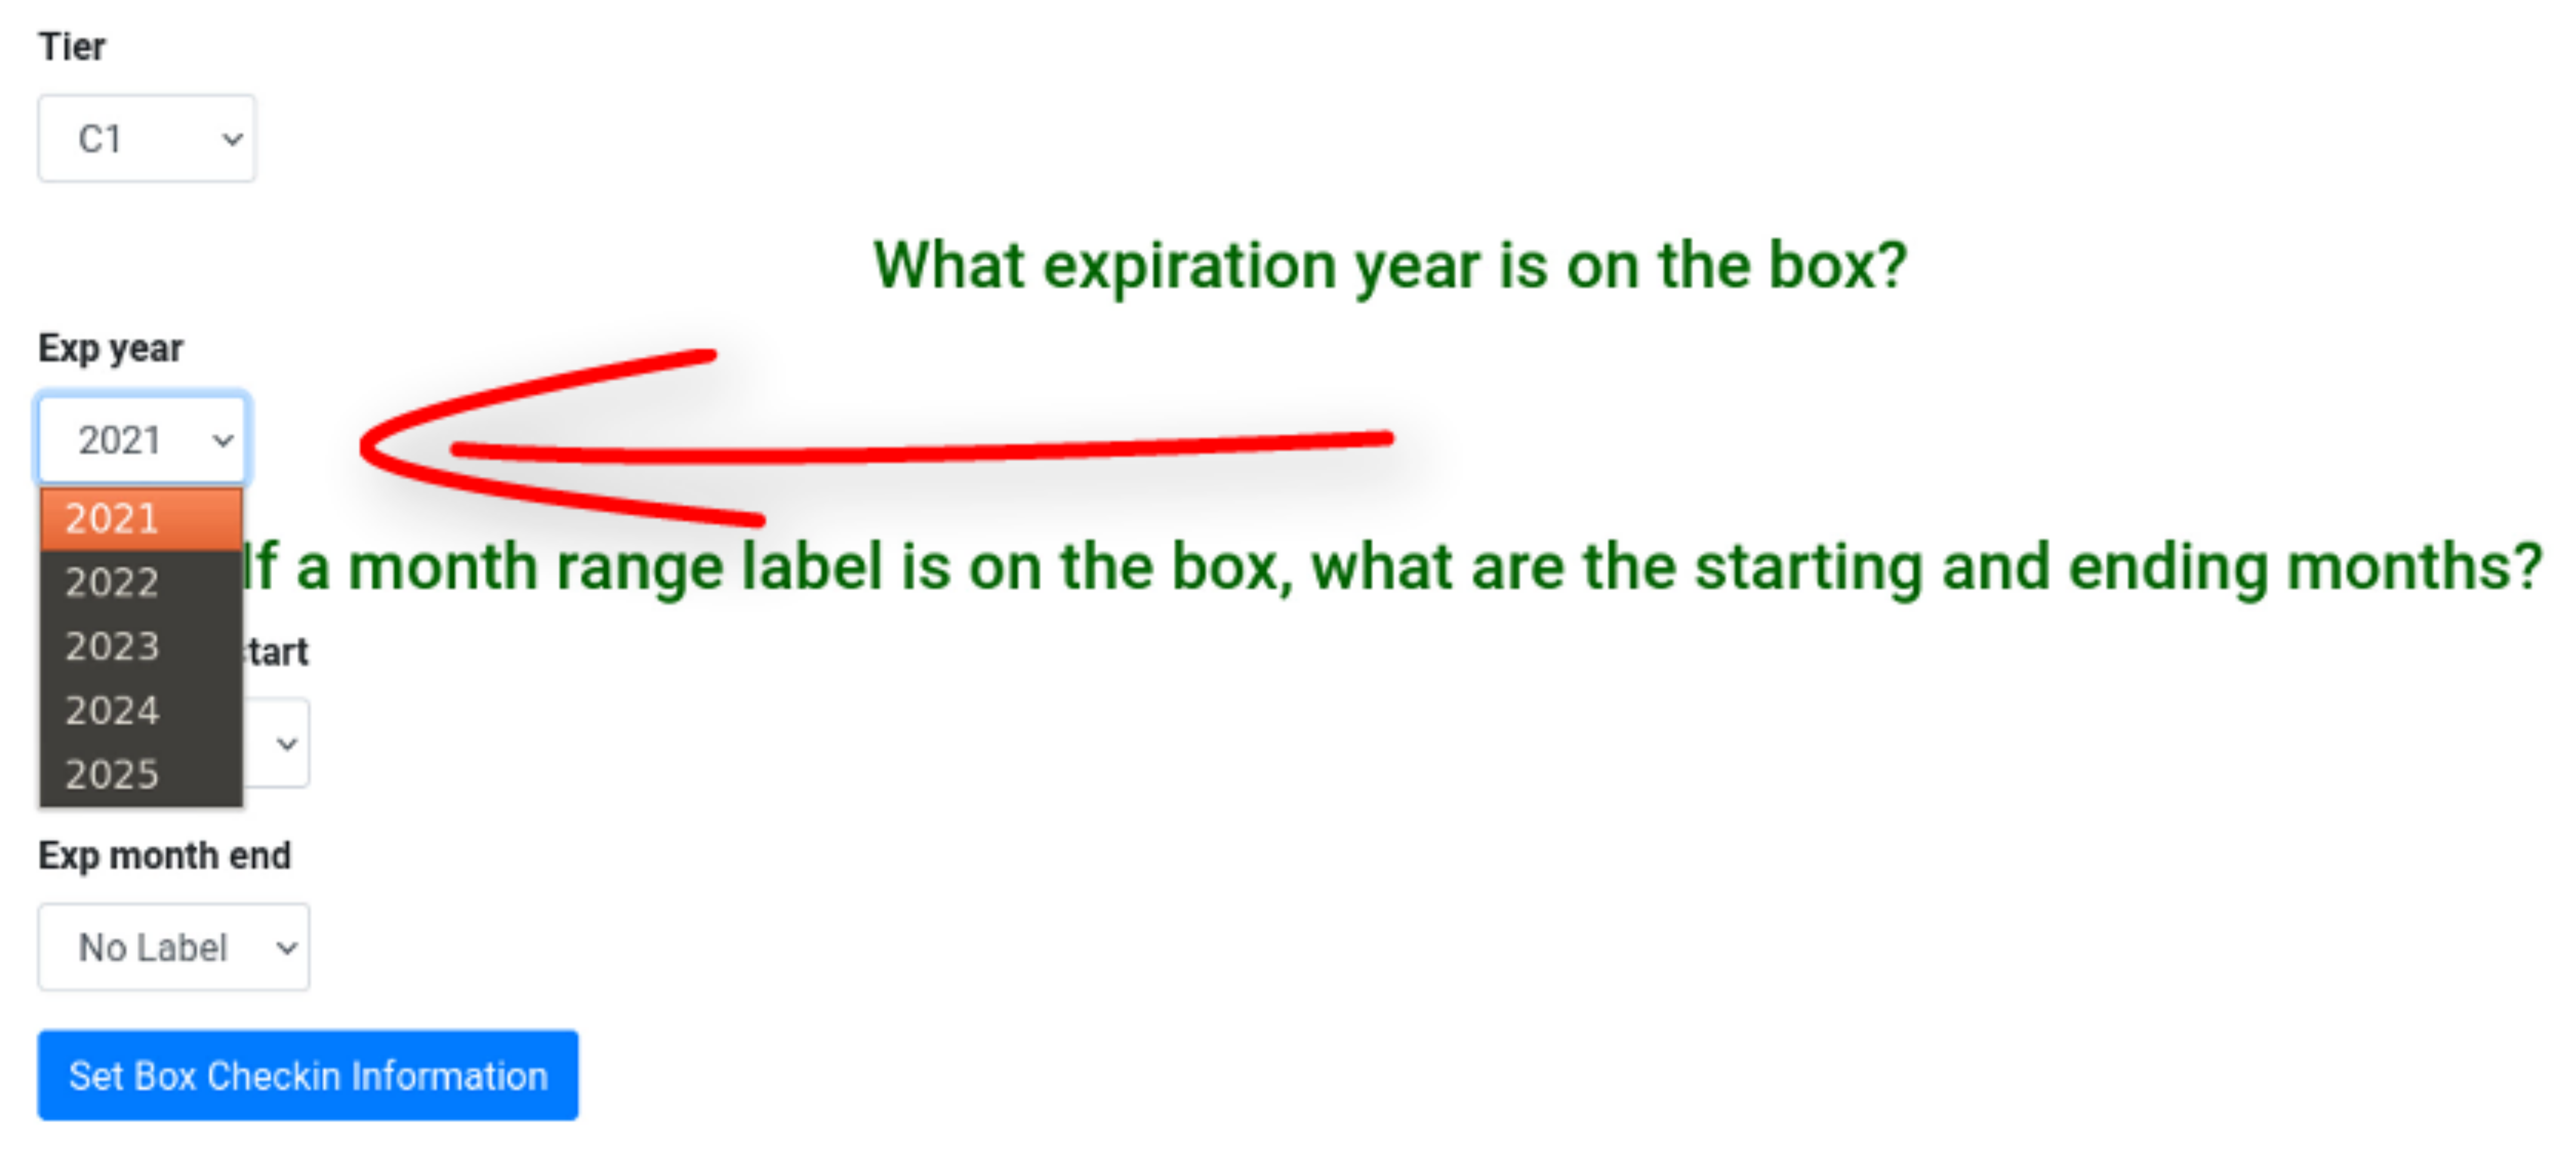 Tier
C1
What expiration year is on the box?
Exp year
2021
2021
2022
If a month range label is on the box, what are the starting and ending months?
2023
tart
2024
2025
Exp month end
No Label
Set Box Checkin Information